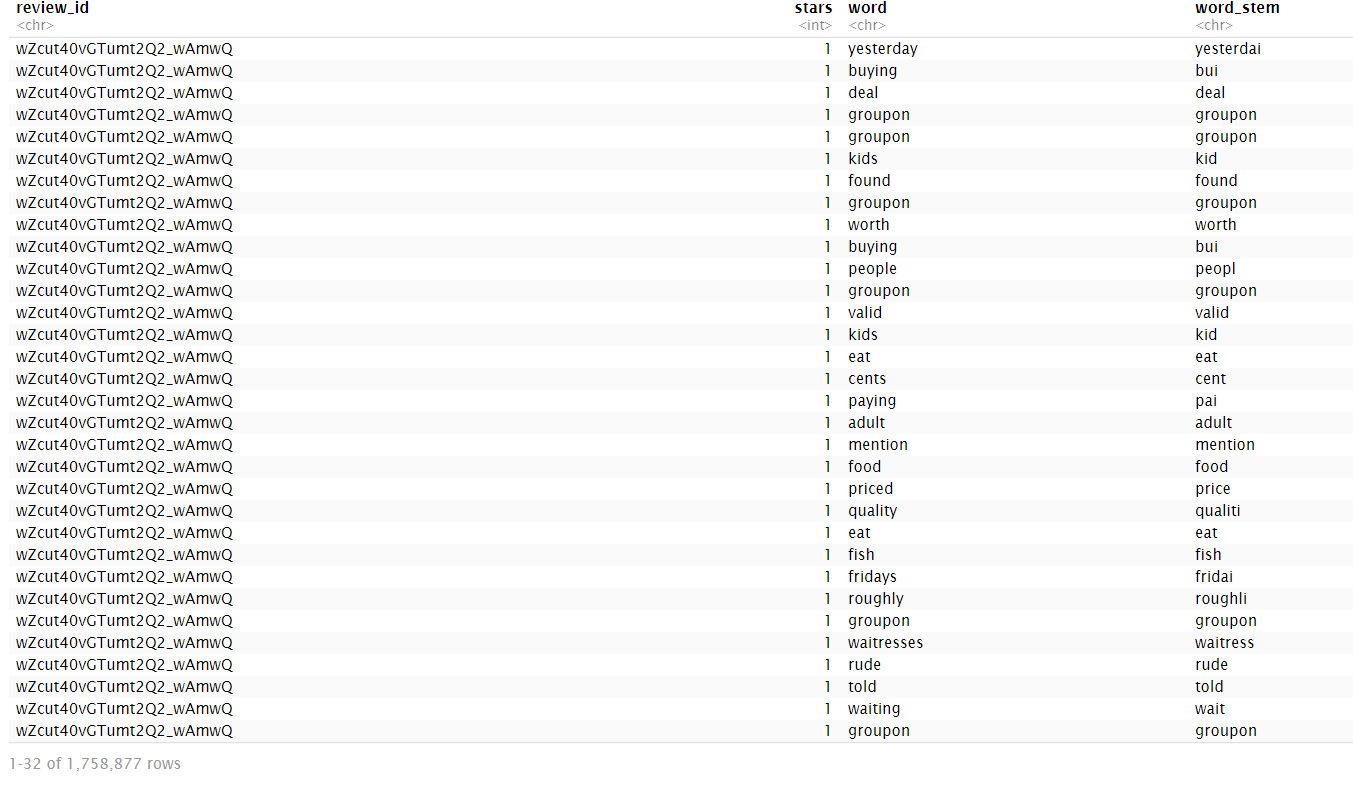 review_id stars word word_stem
<chr> <int> <chr> <chr>
wZcut40vGTumt2Q2_wAmwQ 1 yesterday yesterdai
wZcut40vGTumt2Q2_wAmwQ 1 buying bui
wZcut40vGTumt2Q2_wAmwQ 1 deal deal
wZcut40vGTumt2Q2_wAmwQ 1 groupon groupon
wZcut40vGTumt2Q2_wAmwQ 1 groupon groupon
wZcut40vGTumt2Q2_wAmwQ 1 kids kid
wZcut40vGTumt2Q2_wAmwQ 1 found found
wZcut40vGTumt2Q2_wAmwQ 1 groupon groupon
wZcut40vGTumt2Q2_wAmwQ 1 worth worth
wZcut40vGTumt2Q2_wAmwQ 1 buying bui
wZcut40vGTumt2Q2_wAmwQ 1 people peopl
wZcut40vGTumt2Q2_wAmwQ 1 groupon groupon
wZcut40vGTumt2Q2_wAmwQ 1 valid valid
wZcut40vGTumt2Q2_wAmwQ 1 kids kid
wZcut40vGTumt2Q2_wAmwQ 1 eat eat
wZcut40vGTumt2Q2_wAmwQ 1 cents cent
wZcut40vGTumt2Q2_wAmwQ 1 paying pai
wZcut40vGTumt2Q2_wAmwQ 1 adult adult
wZcut40vGTumt2Q2_wAmwQ 1 mention mention
wZcut40vGTumt2Q2_wAmwQ 1 food food
wZcut40vGTumt2Q2_wAmwQ 1 priced price
wZcut40vGTumt2Q2_wAmwQ 1 quality qualiti
wZcut40vGTumt2Q2_wAmwQ 1 eat eat
wZcut40vGTumt2Q2_wAmwQ 1 fish fish
wZcut40vGTumt2Q2_wAmwQ 1 fridays fridai
wZcut40vGTumt2Q2_wAmwQ 1 roughly roughli
wZcut40vGTumt2Q2_wAmwQ 1 groupon groupon
wZcut40vGTumt2Q2_wAmwQ 1 waitresses waitress
wZcut40vGTumt2Q2_wAmwQ 1 rude rude
wZcut40vGTumt2Q2_wAmwQ 1 told told
wZcut40vGTumt2Q2_wAmwQ 1 waiting wait
wZcut40vGTumt2Q2_wAmwQ 1 groupon groupon
1-32 of 1,758,877 rows